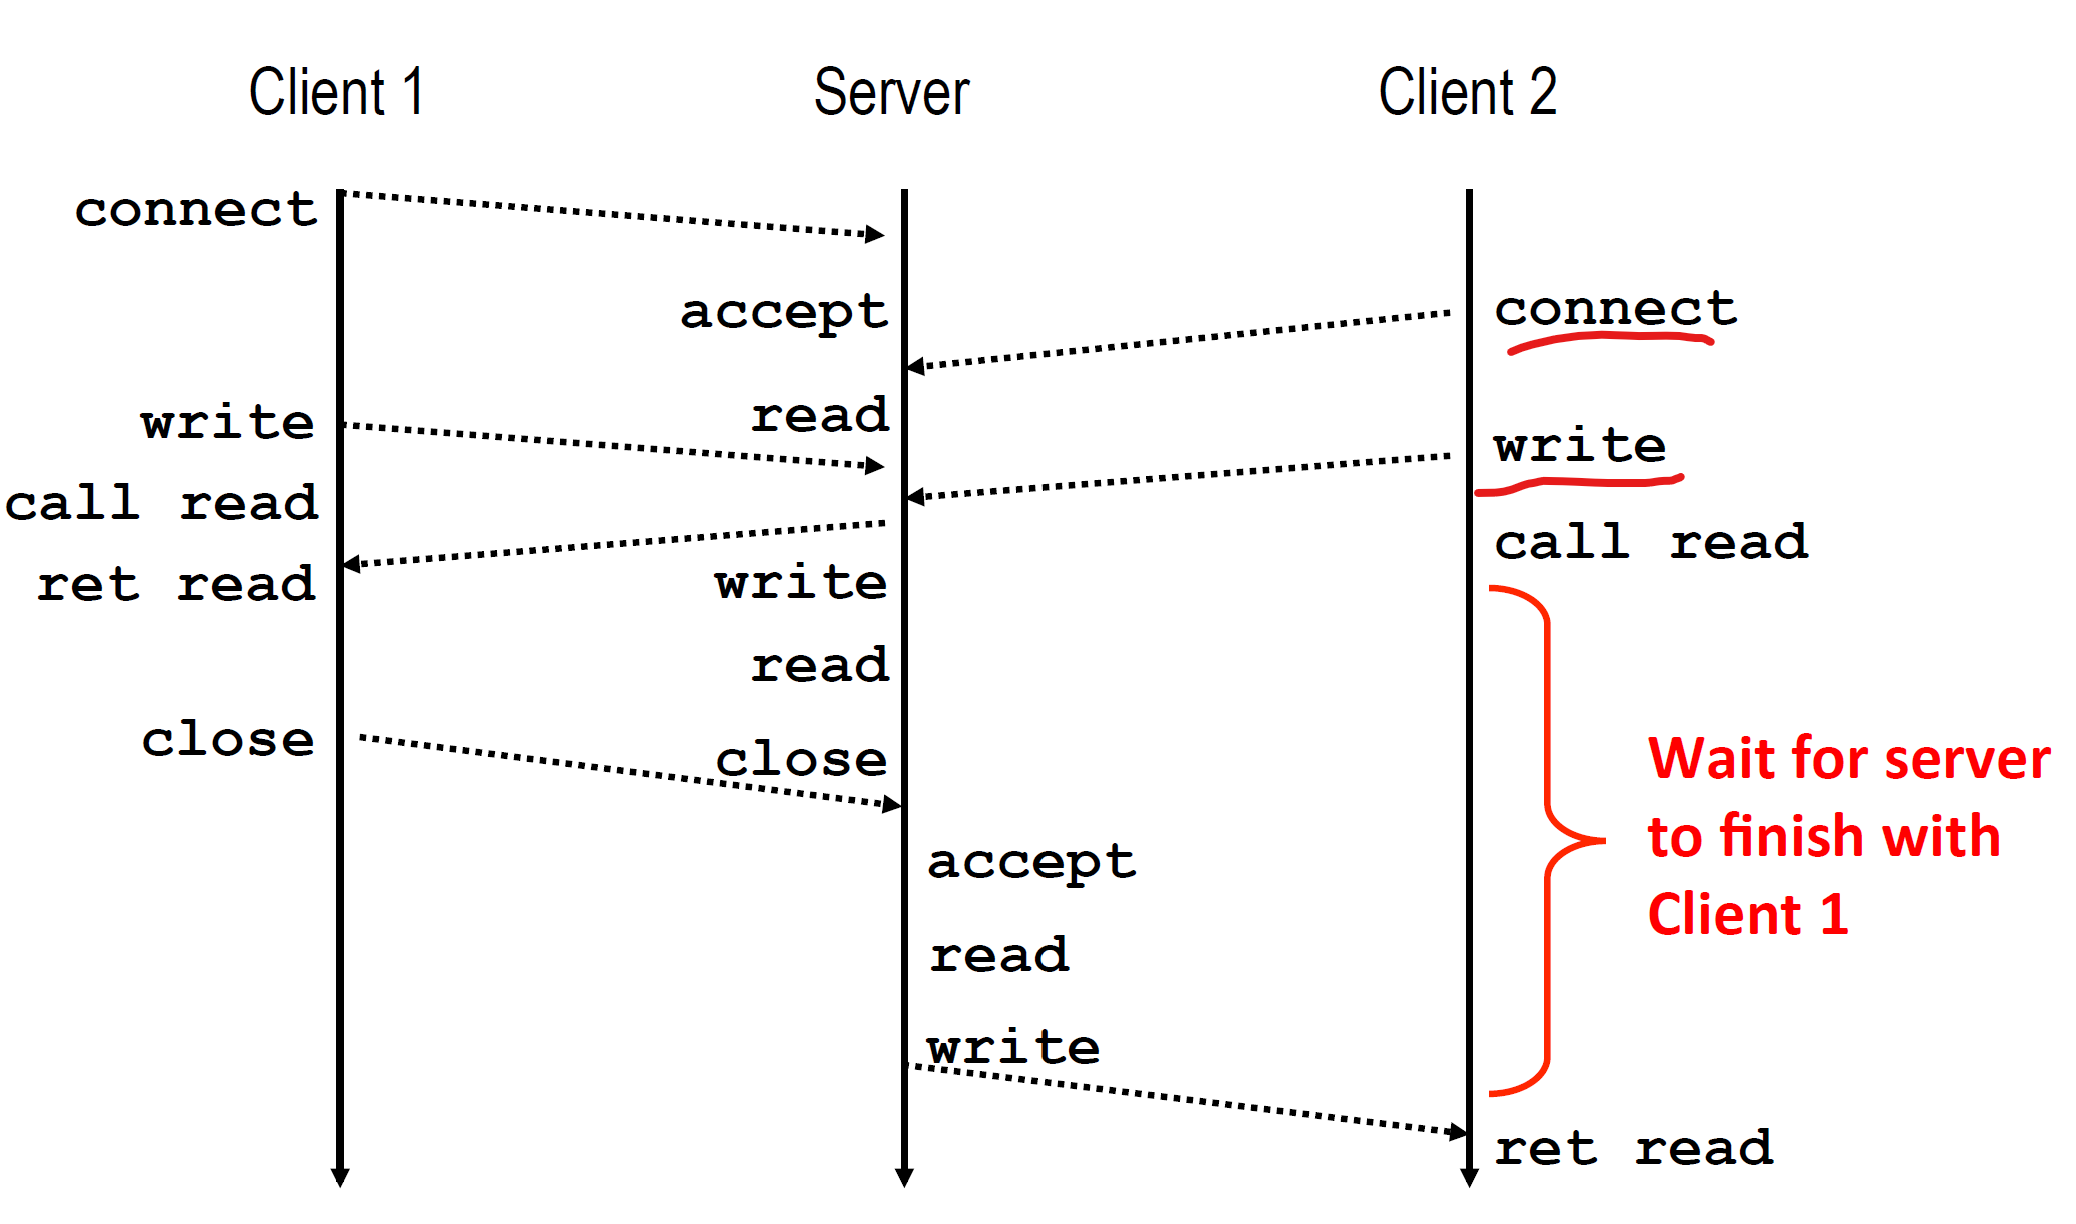 Client 1
Server
Client 2
connect
accept
connect
write
read
write
call read
call read
ret read
write
read
close
close
Wait for server
to finish with
Client 1
accept
read
write
ret read